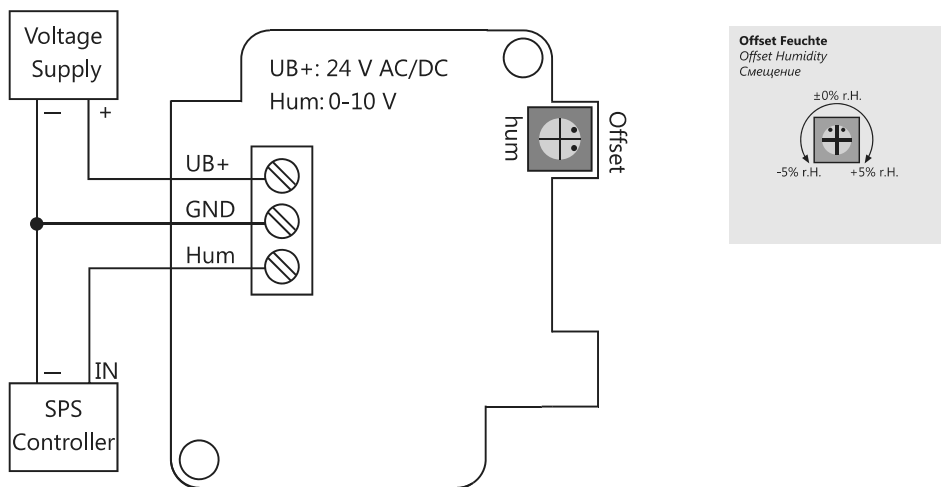 Voltage
Supply
— +
UB+: 24 V AC/DC
Hum: 0-10 V
UB+
GND
Hum
— IN
SPS
Controller
Offset
hum
Offset Feuchte
Offset Humidity
Смещение
±0% r.H.
-5% r.H. +5% r.H.